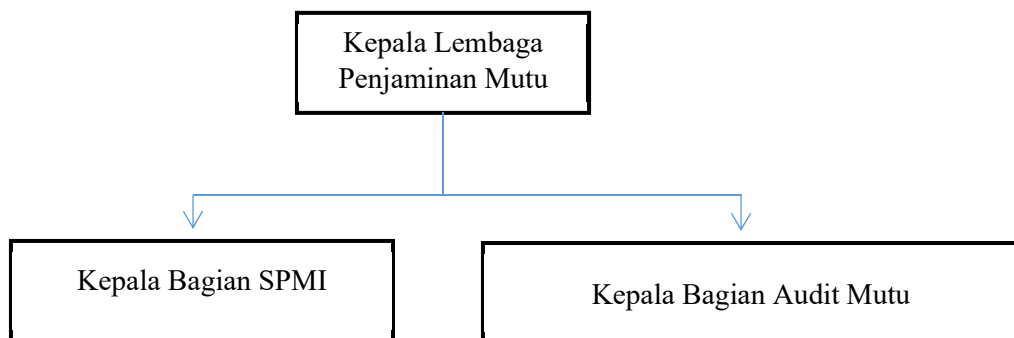 Kepala Lembaga
Penjaminan Mutu
Kepala Bagian SPMI
Kepala Bagian Audit Mutu